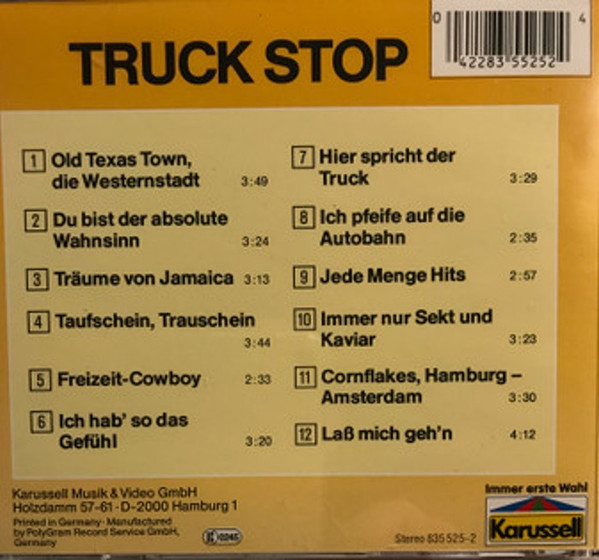 TRUCK STOP
0 42283 55252 4
1 Old Texas Town,
die Westernstadt 3:49
2 Du bist der absolute
Wahnsinn 3:24
3 Träume von Jamaica 3:13
4 Taufschein, Trauschein
3:44
5 Freizeit-Cowboy 2:33
6 Ich hab' so das
Gefühl 3:20
7 Hier spricht der
Truck 3:29
8 Ich pfeife auf die
Autobahn 2:35
9 Jede Menge Hits 2:57
10 Immer nur Sekt und
Kaviar 3:23
11 Cornflakes, Hamburg –
Amsterdam 3:30
12 Laß mich geh'n 4:12
Karussell Musik & Video GmbH
Holzdamm 57-61 · D-2000 Hamburg 1
Printed in Germany · Manufactured
by PolyGram Record Service GmbH,
Germany
Stereo 835 525-2
Immer erste Wahl
Karussell